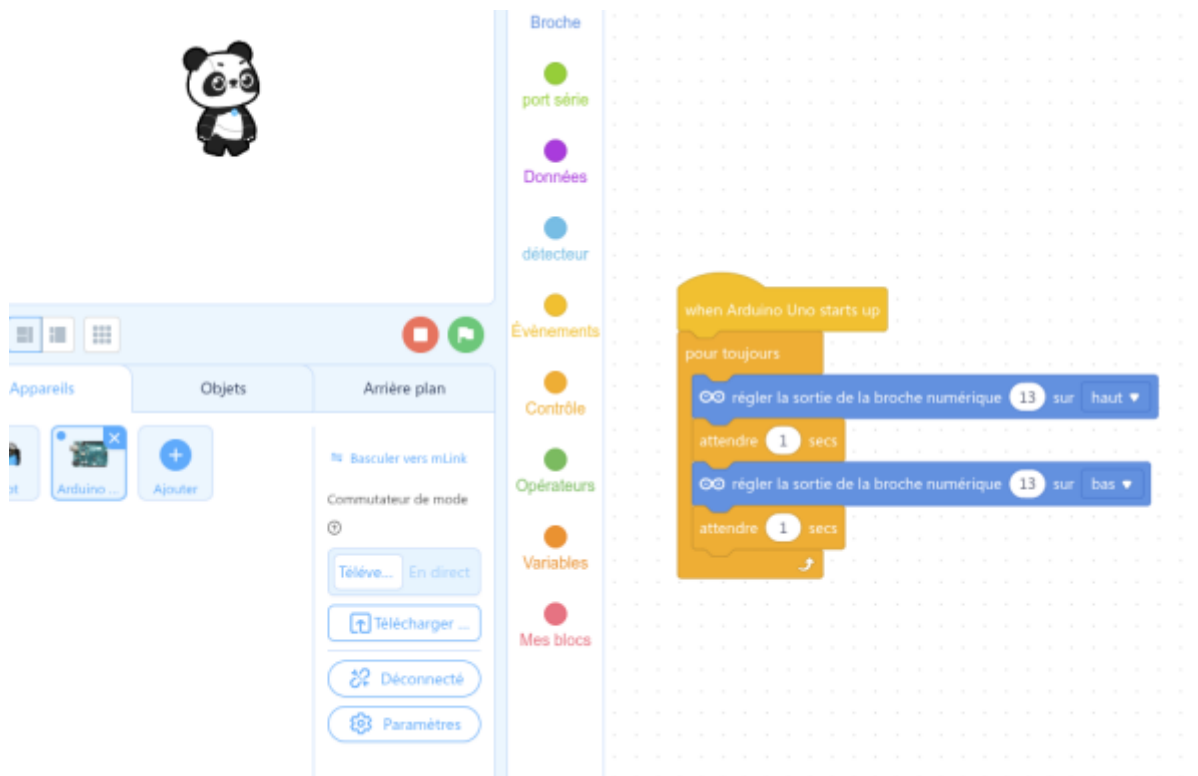 Appareils
Objets
Arrière plan
ot
Arduino ...
Ajouter
Basculer vers mLink
Commutateur de mode
Téléve...
En direct
Télécharger ...
Déconnecté
Paramètres
Broche
port série
Données
détecteur
Évènements
Contrôle
Opérateurs
Variables
Mes blocs
when Arduino Uno starts up
pour toujours
régler la sortie de la broche numérique 13 sur haut
attendre 1 secs
régler la sortie de la broche numérique 13 sur bas
attendre 1 secs